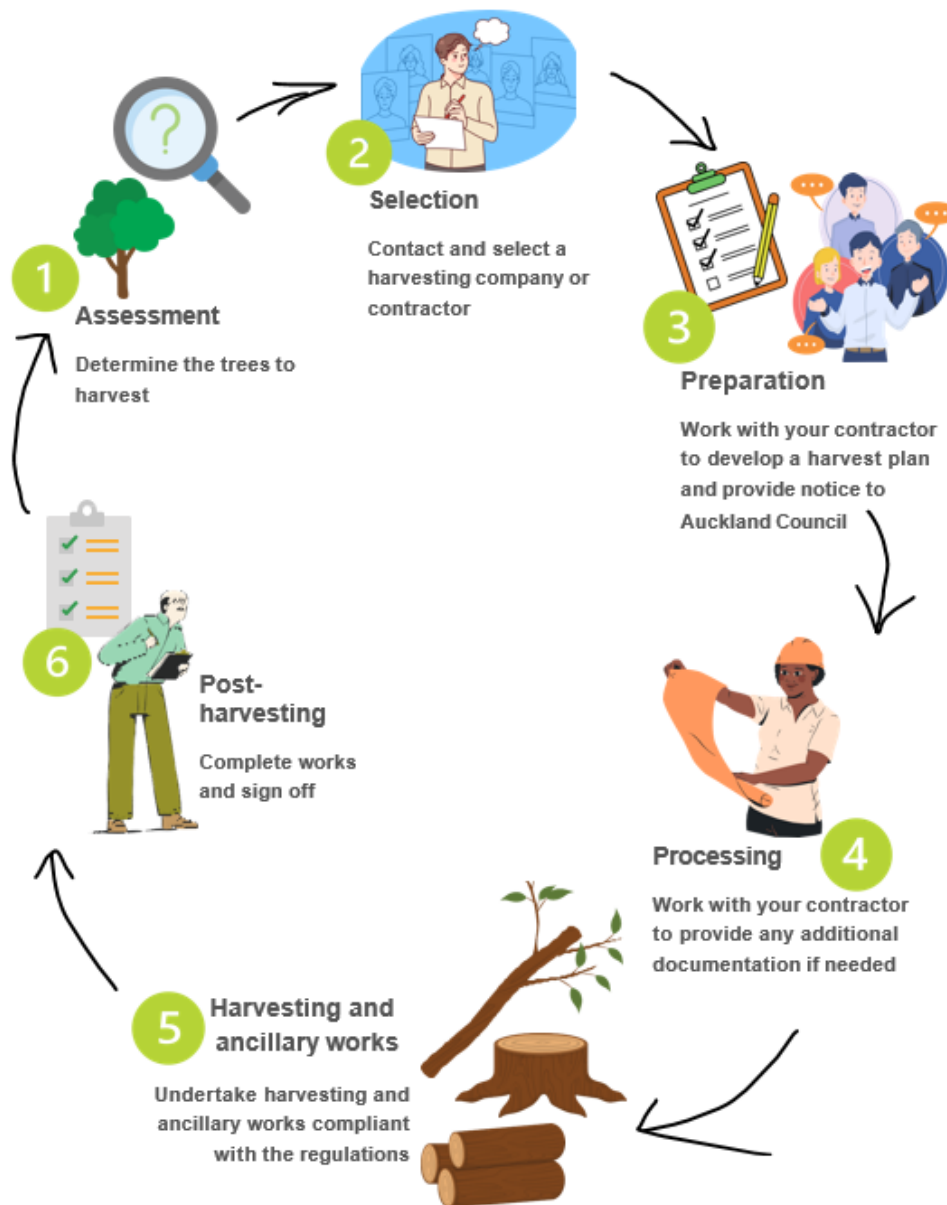 1
Assessment
Determine the trees to
harvest
2
Selection
Contact and select a
harvesting company or
contractor
3
Preparation
Work with your contractor
to develop a harvest plan
and provide notice to
Auckland Council
4
Processing
Work with your contractor
to provide any additional
documentation if needed
5
Harvesting and
ancillary works
Undertake harvesting and
ancillary works compliant
with the regulations
6
Post-
harvesting
Complete works
and sign off
?